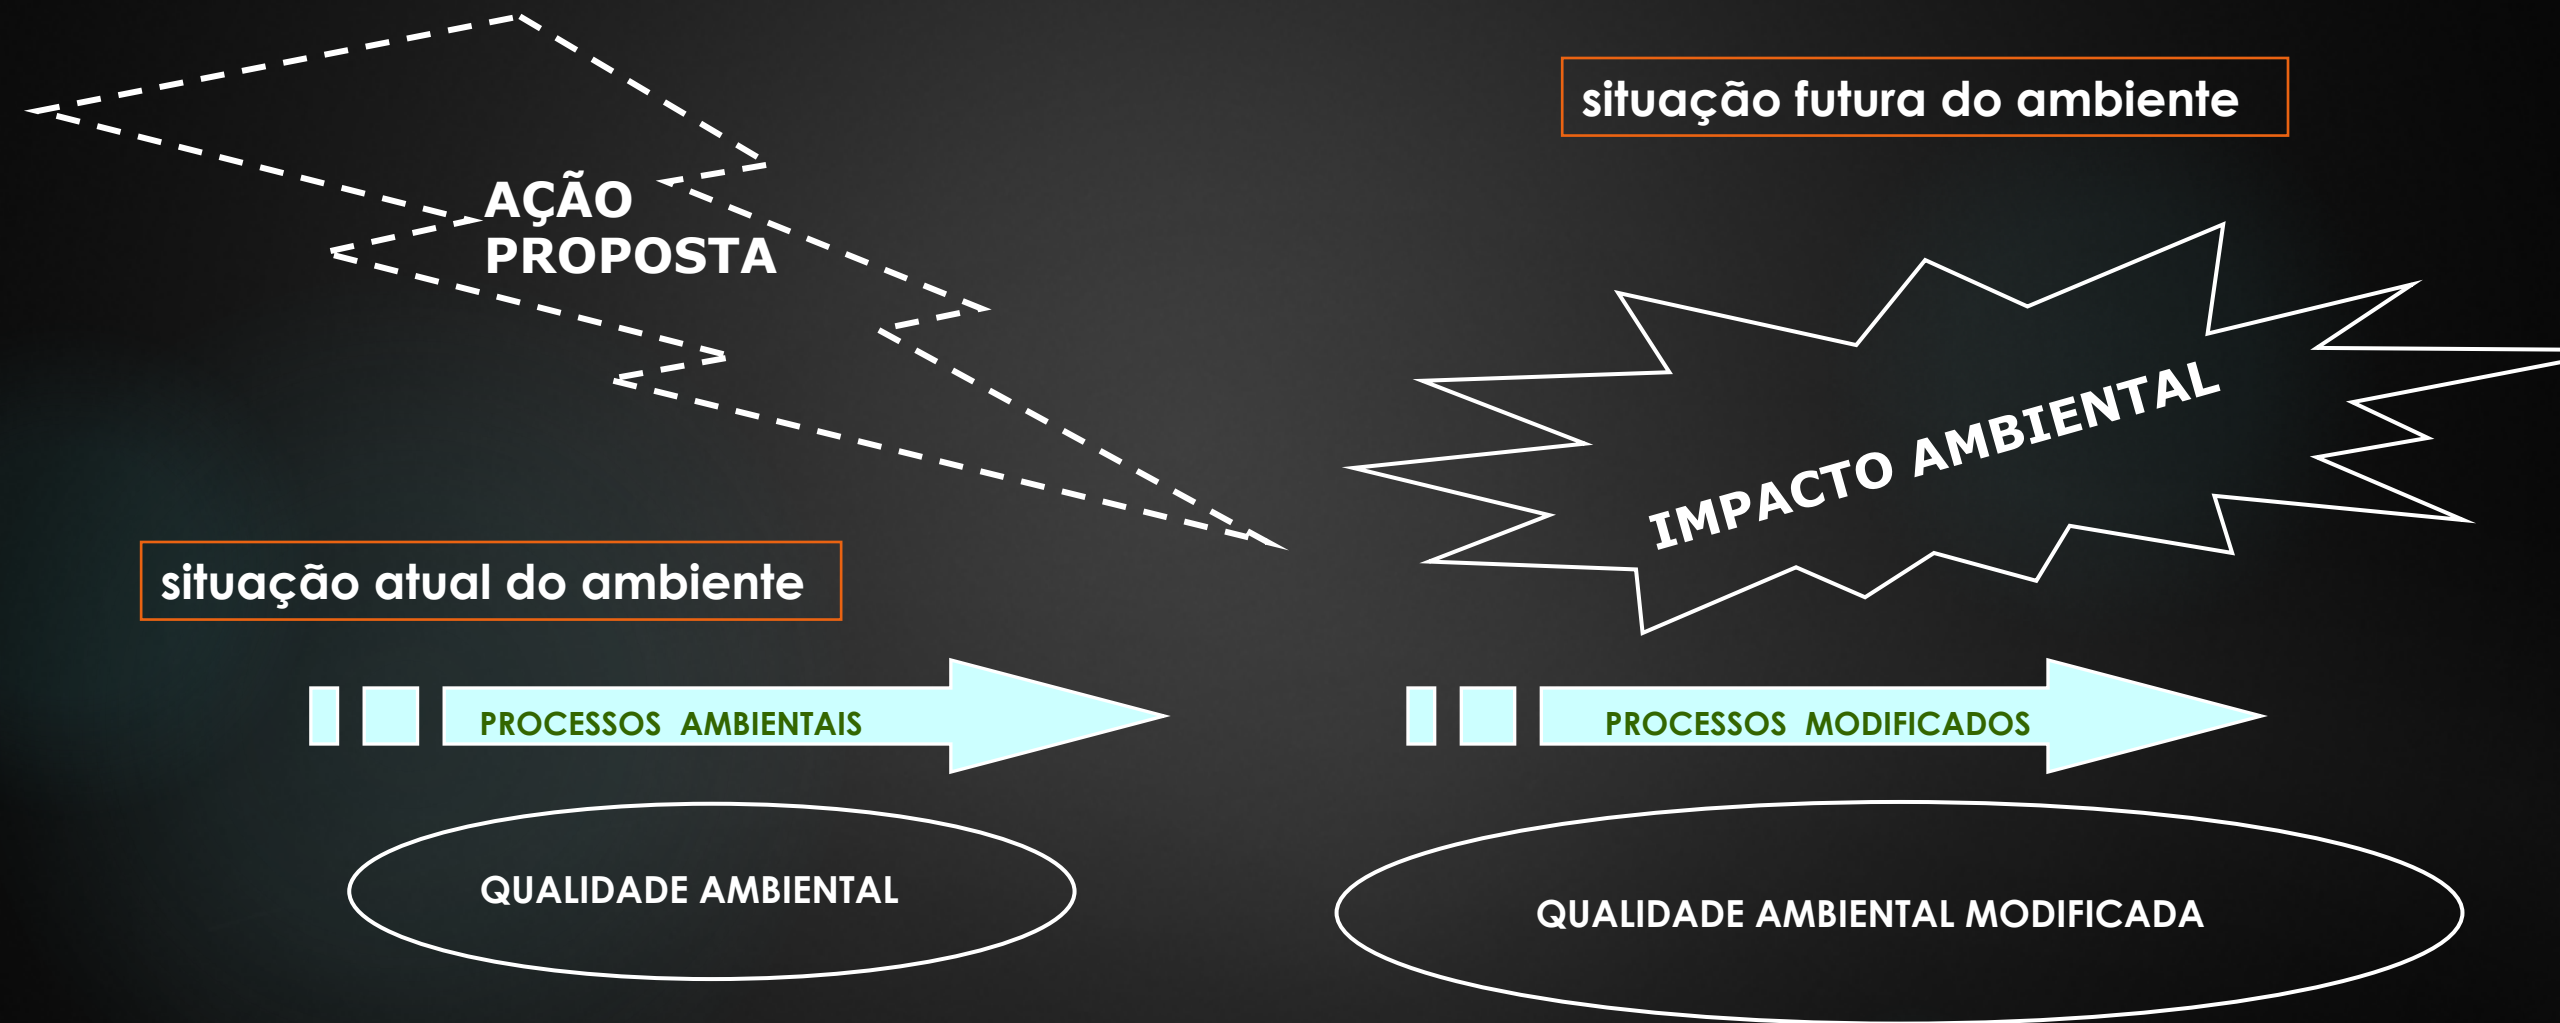 situação futura do ambiente
AÇÃO
PROPOSTA
IMPACTO AMBIENTAL
situação atual do ambiente
PROCESSOS AMBIENTAIS
PROCESSOS MODIFICADOS
QUALIDADE AMBIENTAL
QUALIDADE AMBIENTAL MODIFICADA